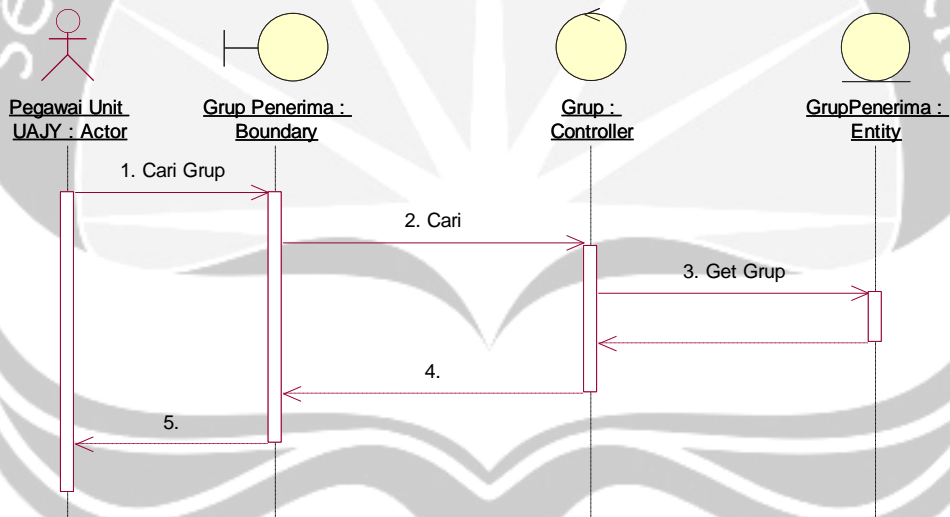 Pegawai Unit
UAJY : Actor
Grup Penerima :
Boundary
Grup :
Controller
GrupPenerima :
Entity
1. Cari Grup
2. Cari
3. Get Grup
4.
5.